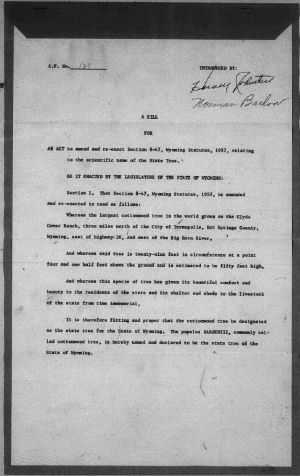 S.F. No. 121
INTRODUCED BY:
Norman Barlow
A BILL
FOR
AN ACT to amend and re-enact Section 8-47, Wyoming Statutes, 1957, relating
to the scientific name of the State Tree.
BE IT ENACTED BY THE LEGISLATURE OF THE STATE OF WYOMING:
Section 1. That Section 8-47, Wyoming Statutes, 1957, be amended
and re-enacted to read as follows:
Whereas the largest cottonwood tree in the world grows on the Clyde
Cover Ranch, three miles north of the City of Termopolis, Hot Springs County,
Wyoming, east of highway-20, and west of the Big Horn River,
And whereas said tree is twenty-nine feet in circumference at a point
four and one half feet above the ground and is estimated to be fifty feet high,
And whereas this specie of tree has given its bountiful comfort and
beauty to the residents of the state and its shelter and shade to the livestock
of the state from time immemorial,
It is therefore fitting and proper that the cottonwood tree be designated
as the state tree for the State of Wyoming. The populus SARGENTII, commonly cal-
led cottonwood tree, is hereby named and declared to be the state tree of the
State of Wyoming.